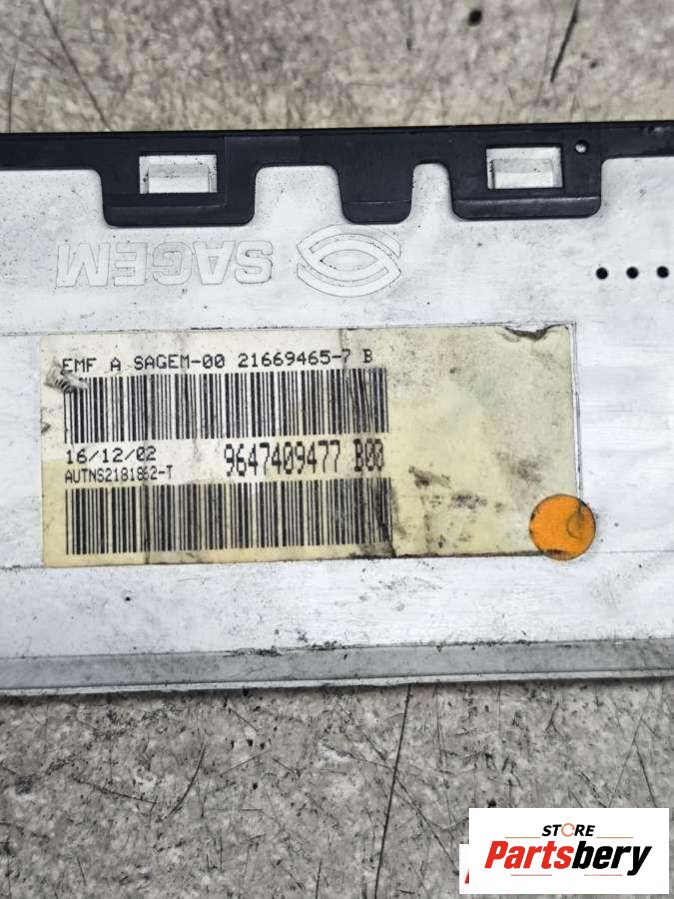 SAGEM
EMF A SAGEM-00 21669465-7 B
16/12/02
9647409477 B00
AUTNS2181862-T
STORE
Partsbery